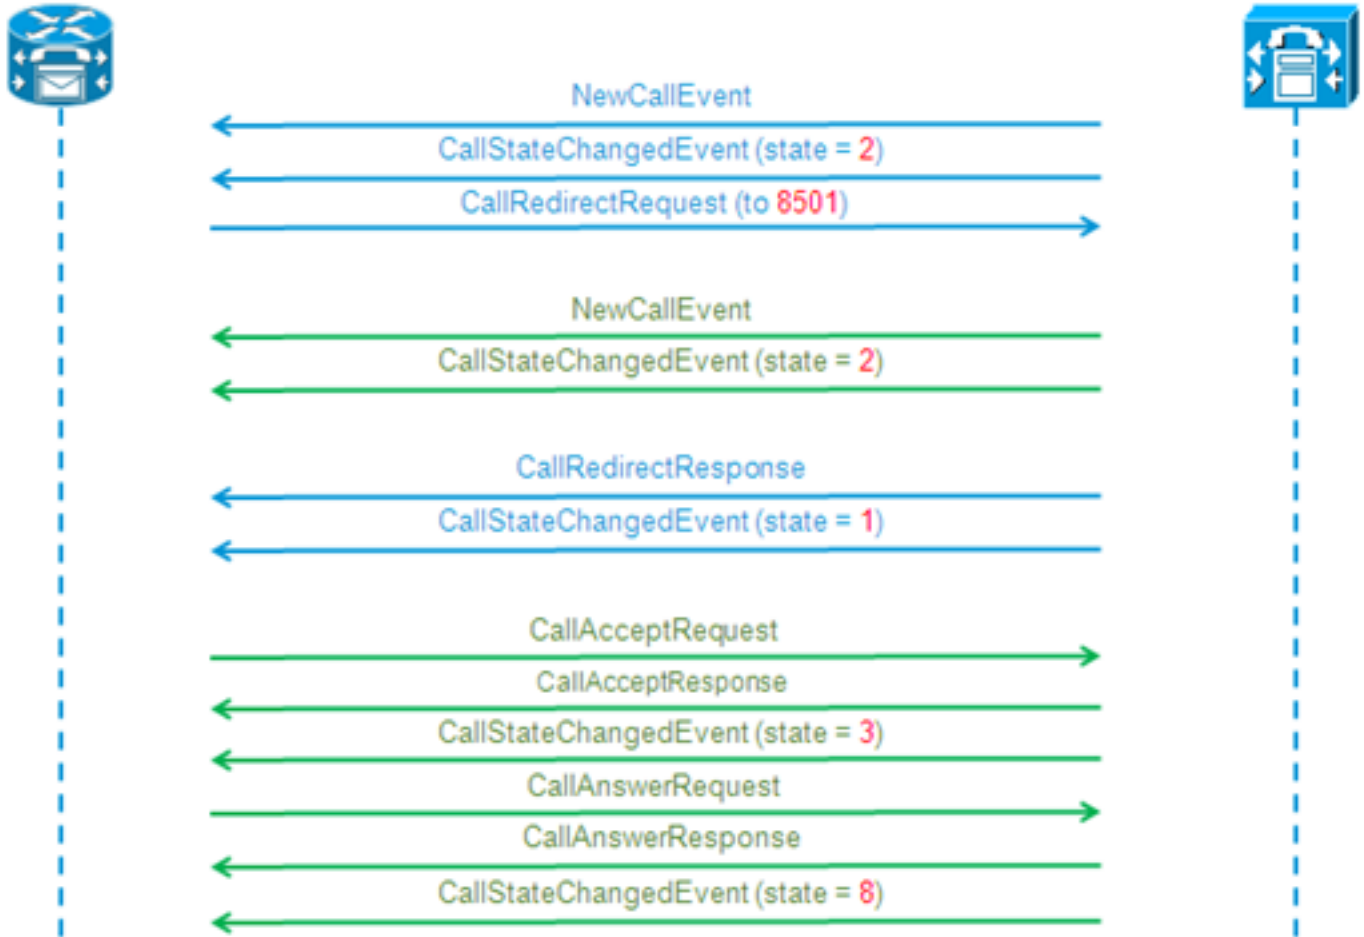 NewCallEvent
CallStateChangedEvent (state = 2)
CallRedirectRequest (to 8501)
NewCallEvent
CallStateChangedEvent (state = 2)
CallRedirectResponse
CallStateChangedEvent (state = 1)
CallAcceptRequest
CallAcceptResponse
CallStateChangedEvent (state = 3)
CallAnswerRequest
CallAnswerResponse
CallStateChangedEvent (state = 8)